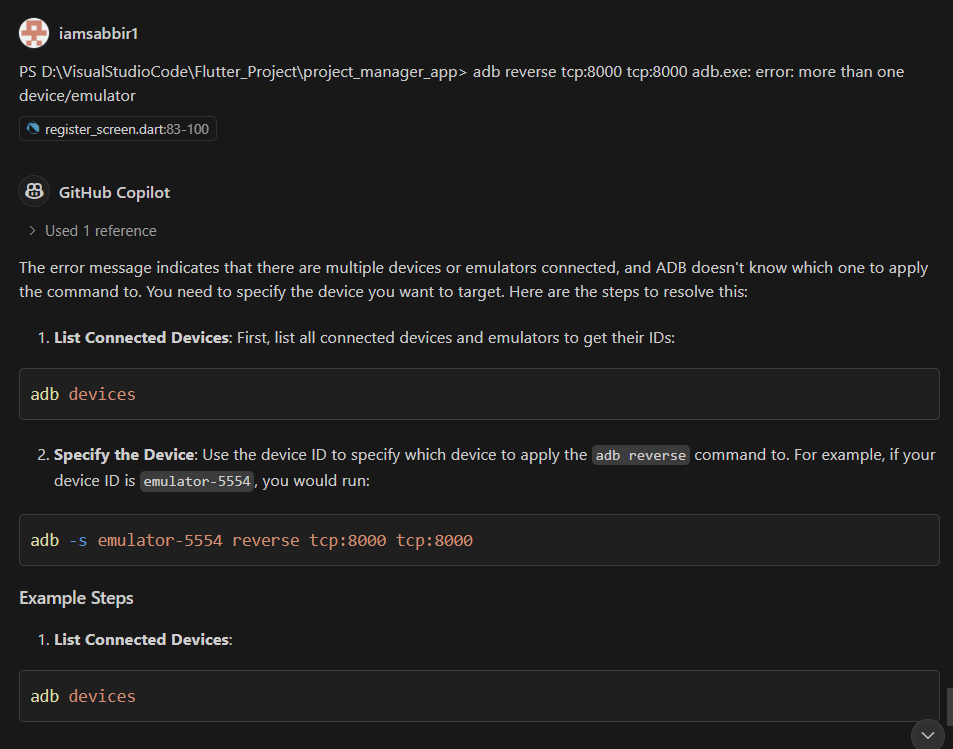 iamsabbir1
PS D:\VisualStudioCode\Flutter_Project\project_manager_app> adb reverse tcp:8000 tcp:8000 adb.exe: error: more than one
device/emulator
register_screen.dart:83-100
GitHub Copilot
Used 1 reference
The error message indicates that there are multiple devices or emulators connected, and ADB doesn't know which one to apply
the command to. You need to specify the device you want to target. Here are the steps to resolve this:
1. List Connected Devices: First, list all connected devices and emulators to get their IDs:
adb devices
2. Specify the Device: Use the device ID to specify which device to apply the adb reverse command to. For example, if your
device ID is emulator-5554, you would run:
adb -s emulator-5554 reverse tcp:8000 tcp:8000
Example Steps
1. List Connected Devices:
adb devices